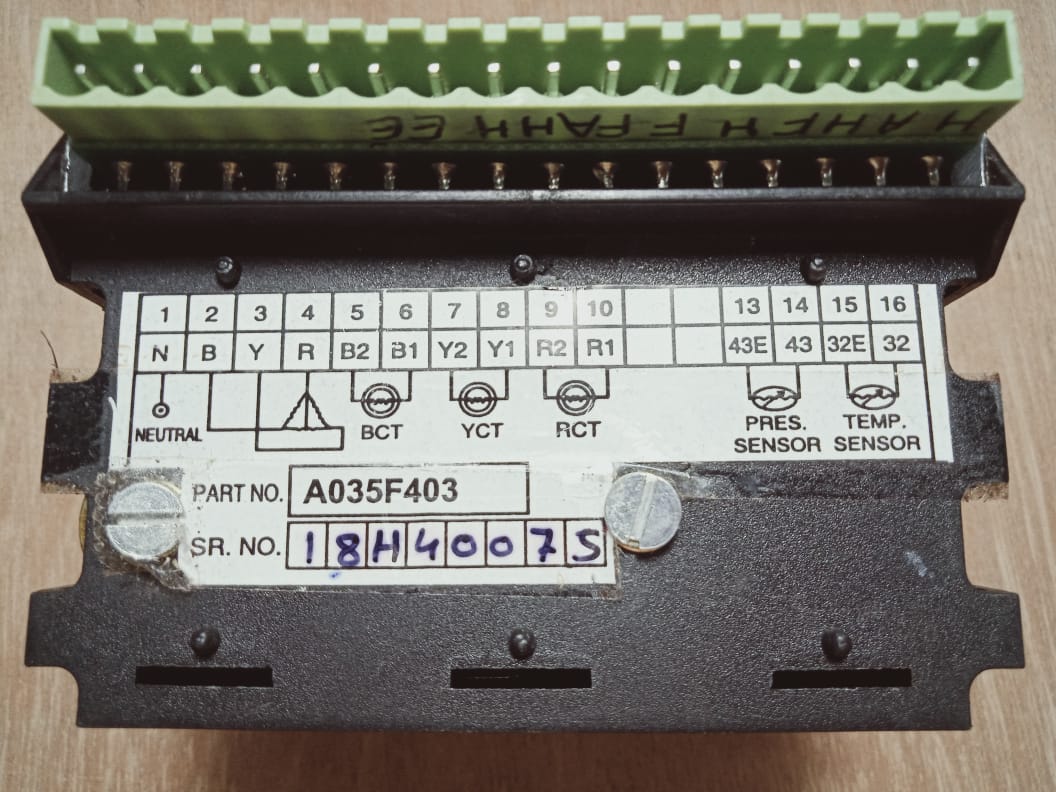 1 2 3 4 5 6 7 8 9 10 13 14 15 16
N B Y R B2 B1 Y2 Y1 R2 R1 43E 43 32E 32
NEUTRAL BCT YCT RCT PRES. SENSOR TEMP. SENSOR
PART NO. A035F403
SR. NO. 18H40075